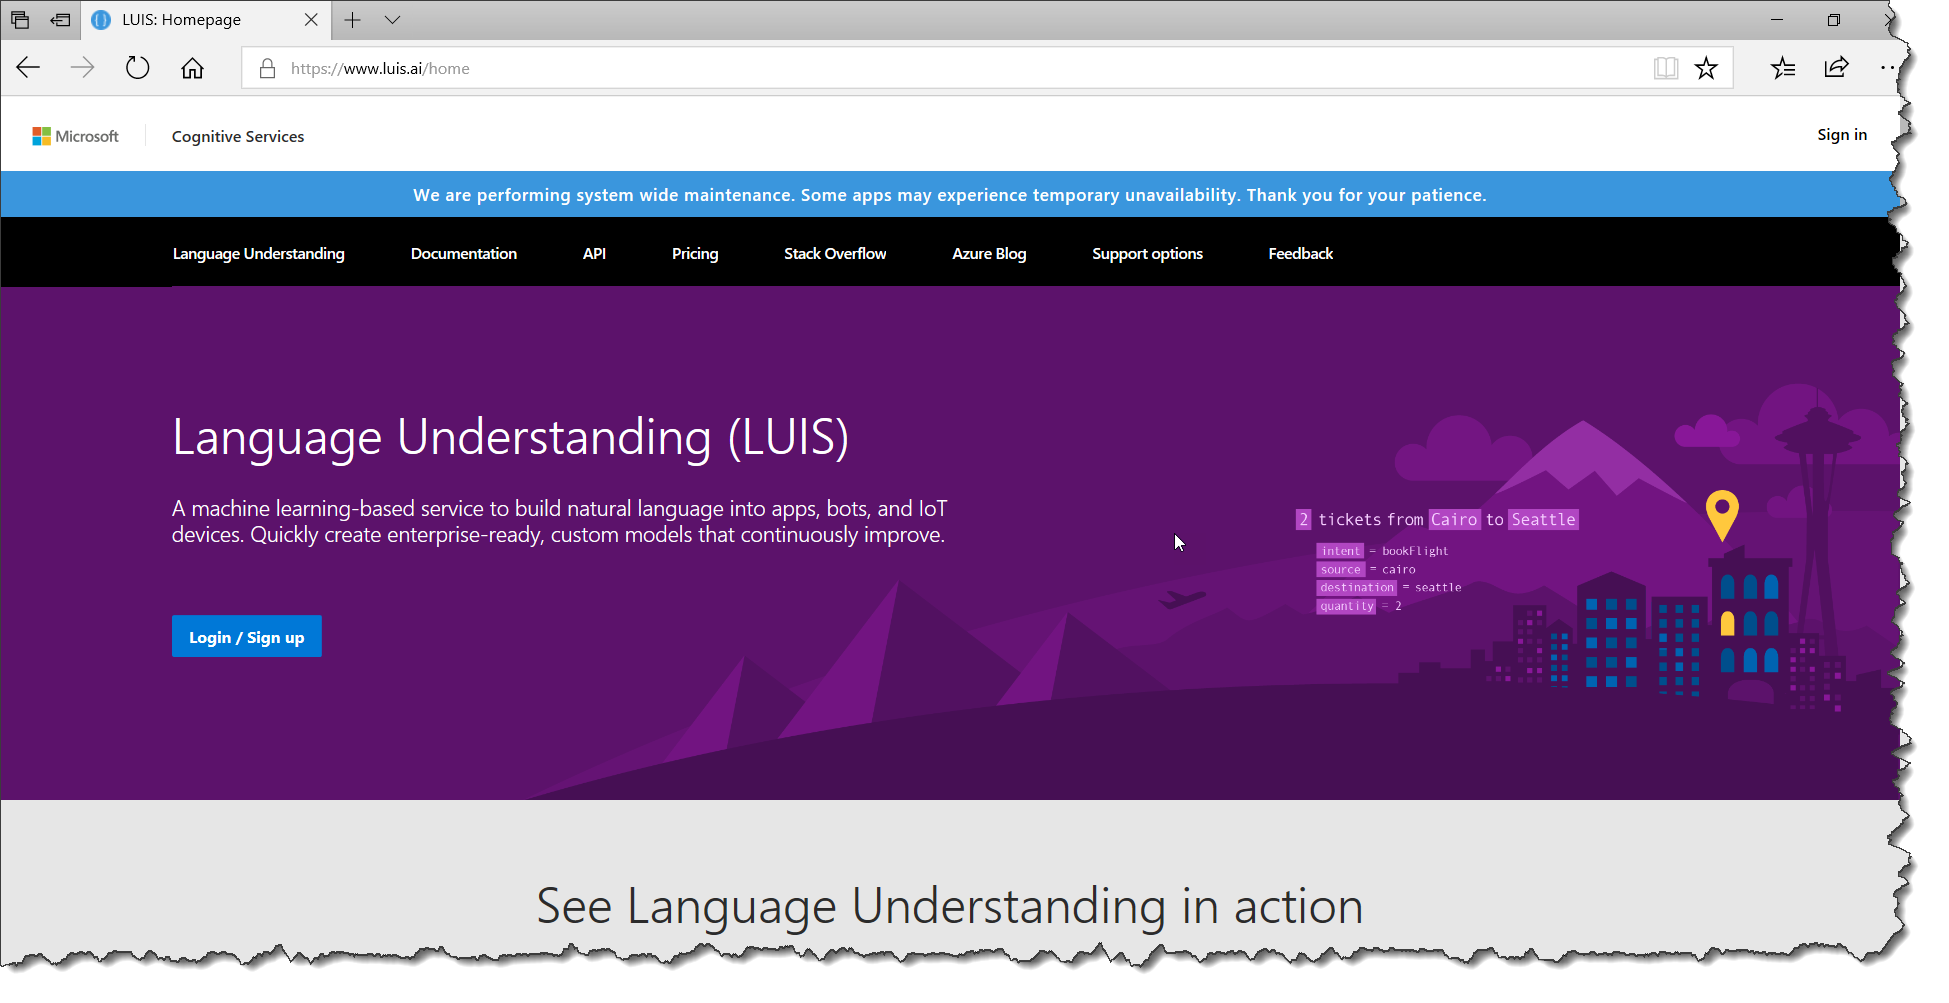 LUIS: Homepage
https://www.luis.ai/home
Microsoft
Cognitive Services
Sign in
We are performing system wide maintenance. Some apps may experience temporary unavailability. Thank you for your patience.
Language Understanding
Documentation
API
Pricing
Stack Overflow
Azure Blog
Support options
Feedback
Language Understanding (LUIS)
A machine learning-based service to build natural language into apps, bots, and IoT
devices. Quickly create enterprise-ready, custom models that continuously improve.
Login / Sign up
2 tickets from Cairo to Seattle
intent = bookFlight
source = cairo
destination = seattle
quantity = 2
See Language Understanding in action